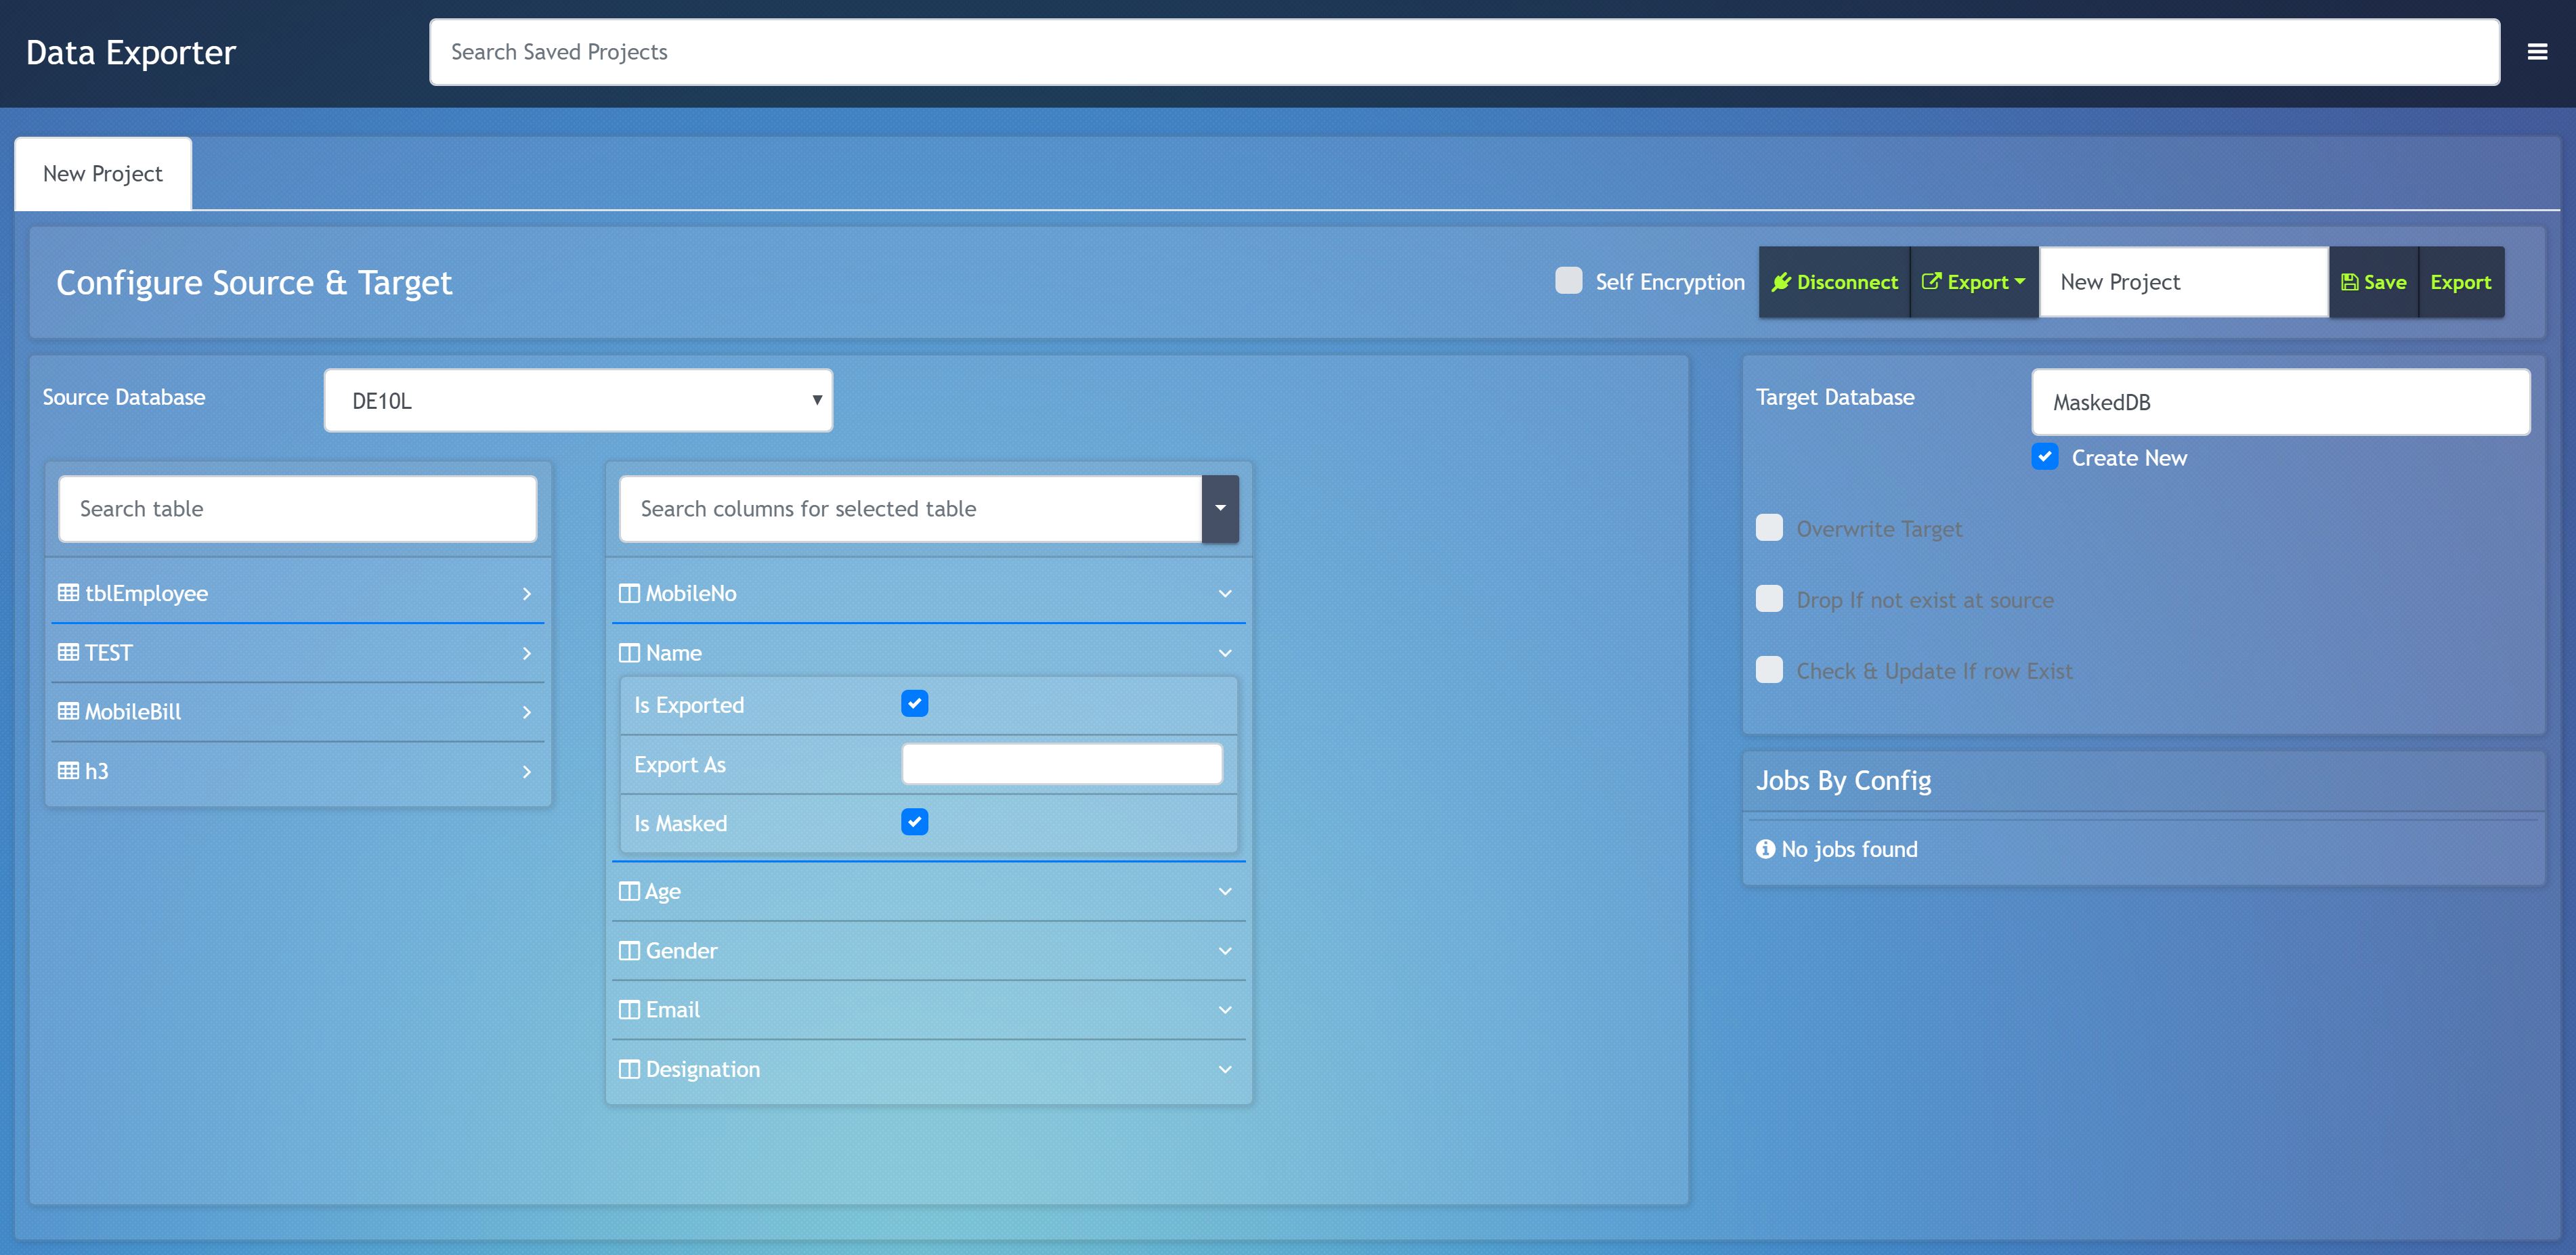 Data Exporter
Search Saved Projects
New Project
Configure Source & Target
Self Encryption
Disconnect
Export
New Project
Save
Export
Source Database
DE10L
Search table
tblEmployee
TEST
MobileBill
h3
Search columns for selected table
MobileNo
Name
Is Exported
Export As
Is Masked
Age
Gender
Email
Designation
Target Database
MaskedDB
Create New
Overwrite Target
Drop If not exist at source
Check & Update If row Exist
Jobs By Config
No jobs found